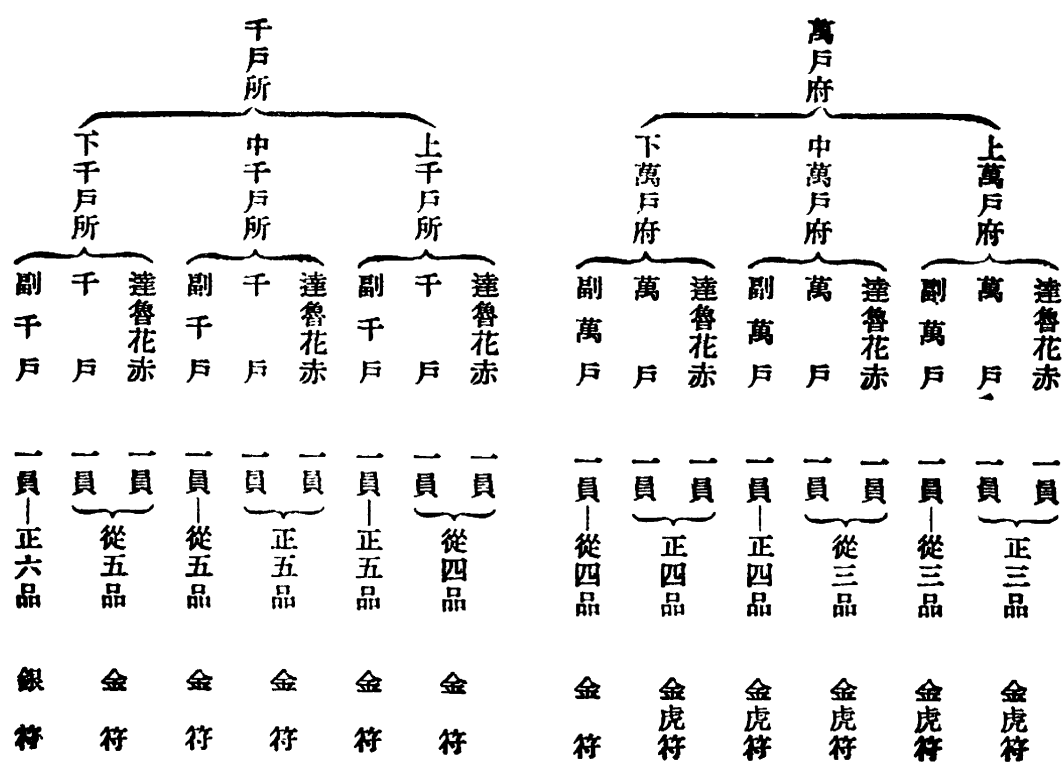 萬戶府
上萬戶府
達魯花赤 一員
萬戶 一員
正三品 金虎符
副萬戶 一員—從三品 金虎符
中萬戶府
達魯花赤 一員
萬戶 一員
從三品 金虎符
副萬戶 一員—正四品 金虎符
下萬戶府
達魯花赤 一員
萬戶 一員
正四品 金虎符
副萬戶 一員—從四品 金符
千戶所
上千戶所
達魯花赤 一員
千戶 一員
從四品 金符
副千戶 一員—正五品 金符
中千戶所
達魯花赤 一員
千戶 一員
正五品 金符
副千戶 一員—從五品 金符
下千戶所
達魯花赤 一員
千戶 一員
從五品 金符
副千戶 一員—正六品 銀符